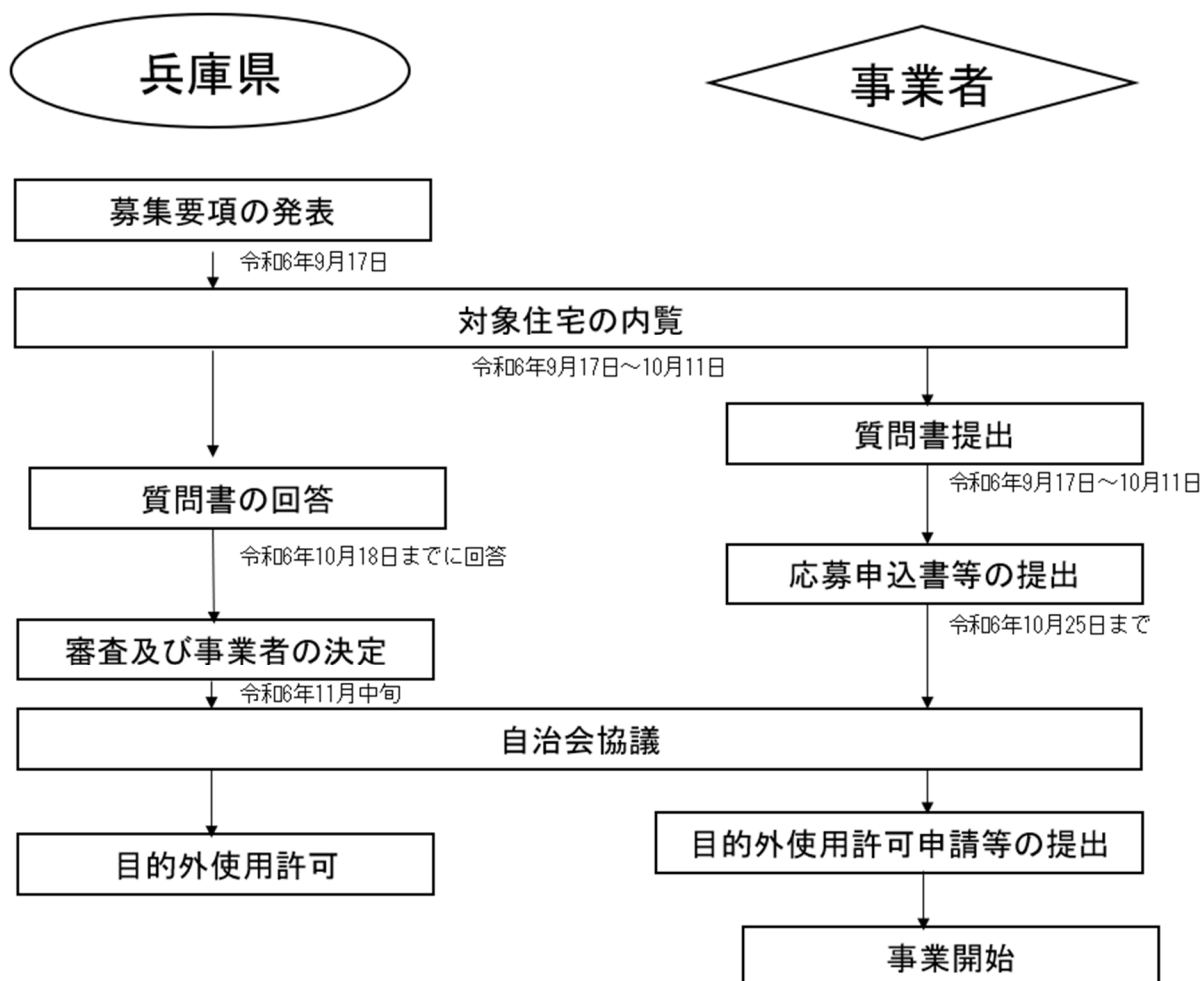 兵庫県
事業者
募集要項の発表
令和6年9月17日
対象住宅の内覧
令和6年9月17日～10月11日
質問書提出
令和6年9月17日～10月11日
質問書の回答
令和6年10月18日までに回答
応募申込書等の提出
令和6年10月25日まで
審査及び事業者の決定
令和6年11月中旬
自治会協議
目的外使用許可申請等の提出
目的外使用許可
事業開始